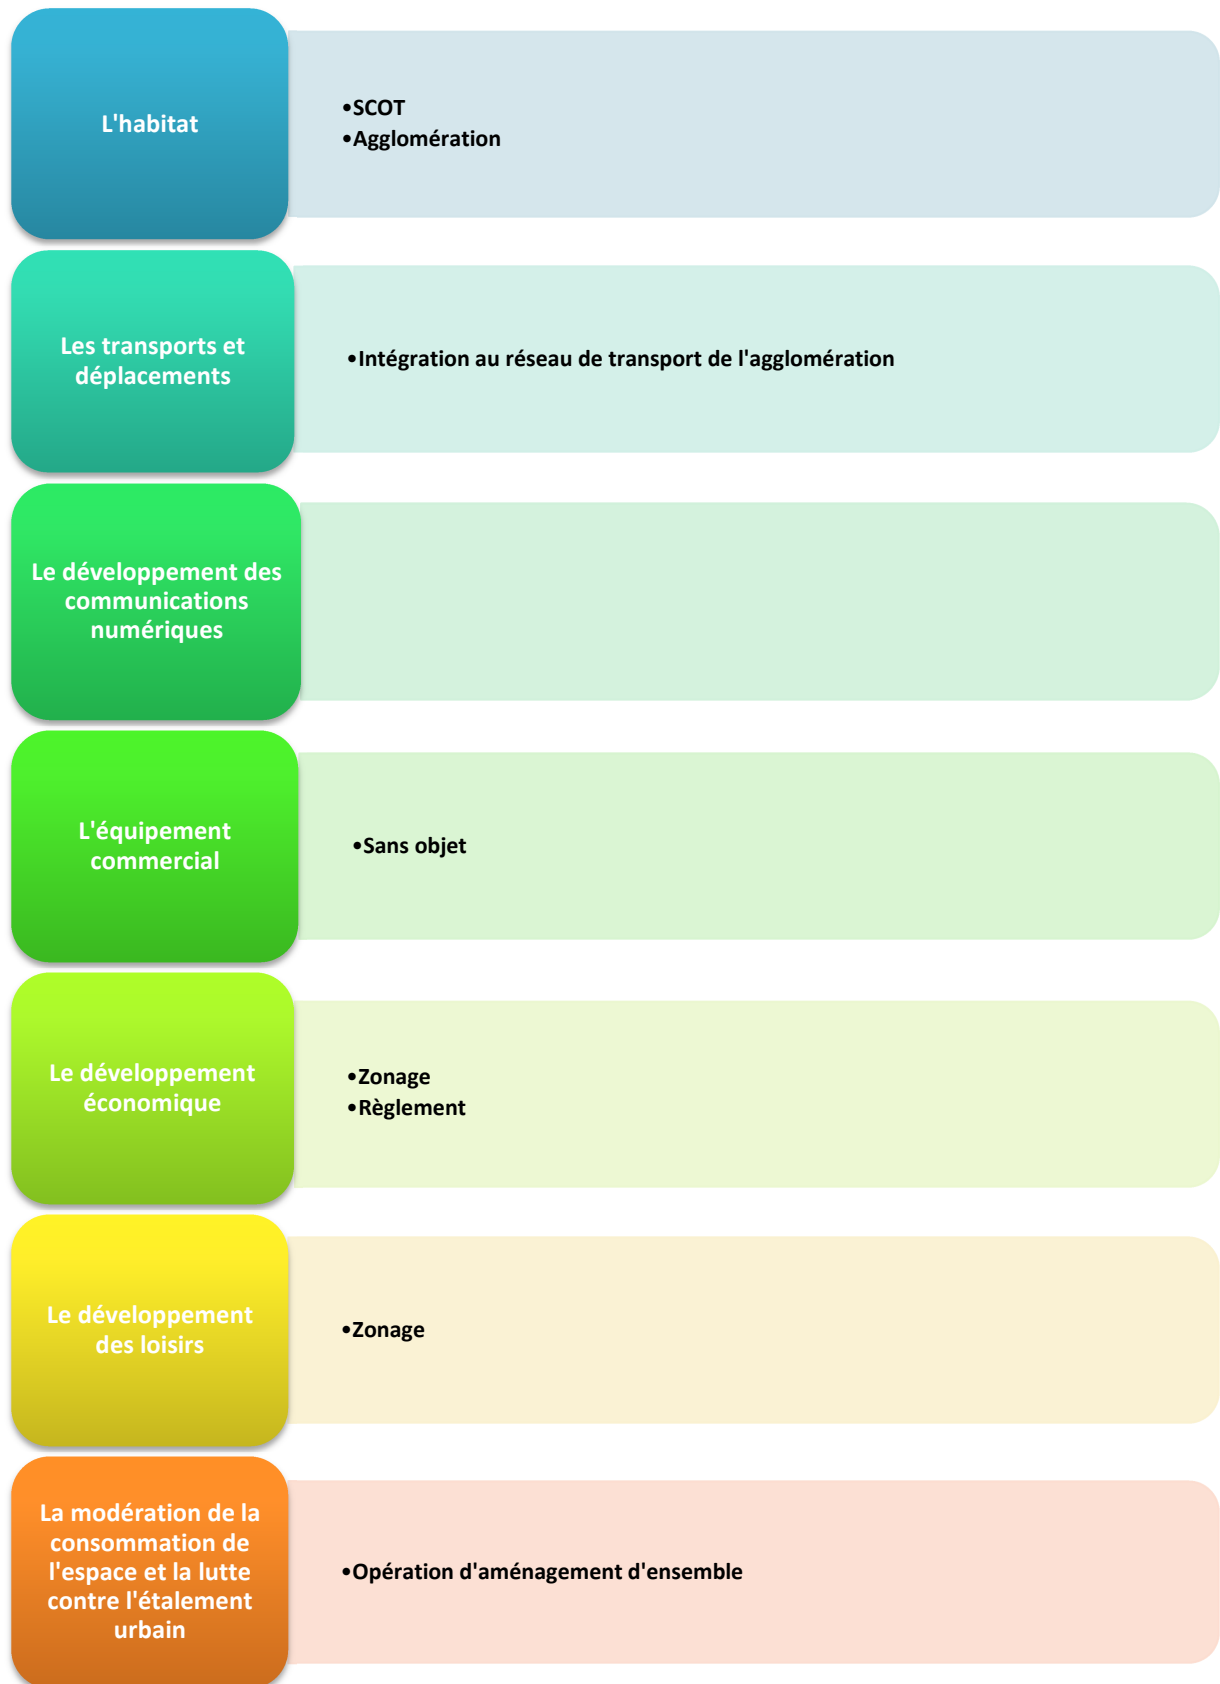 L'habitat
•SCOT
•Agglomération
Les transports et
déplacements
•Intégration au réseau de transport de l'agglomération
Le développement des
communications
numériques
L'équipement
commercial
•Sans objet
Le développement
économique
•Zonage
•Règlement
Le développement
des loisirs
•Zonage
La modération de la
consommation de
l'espace et la lutte
contre l'étalement
urbain
•Opération d'aménagement d'ensemble